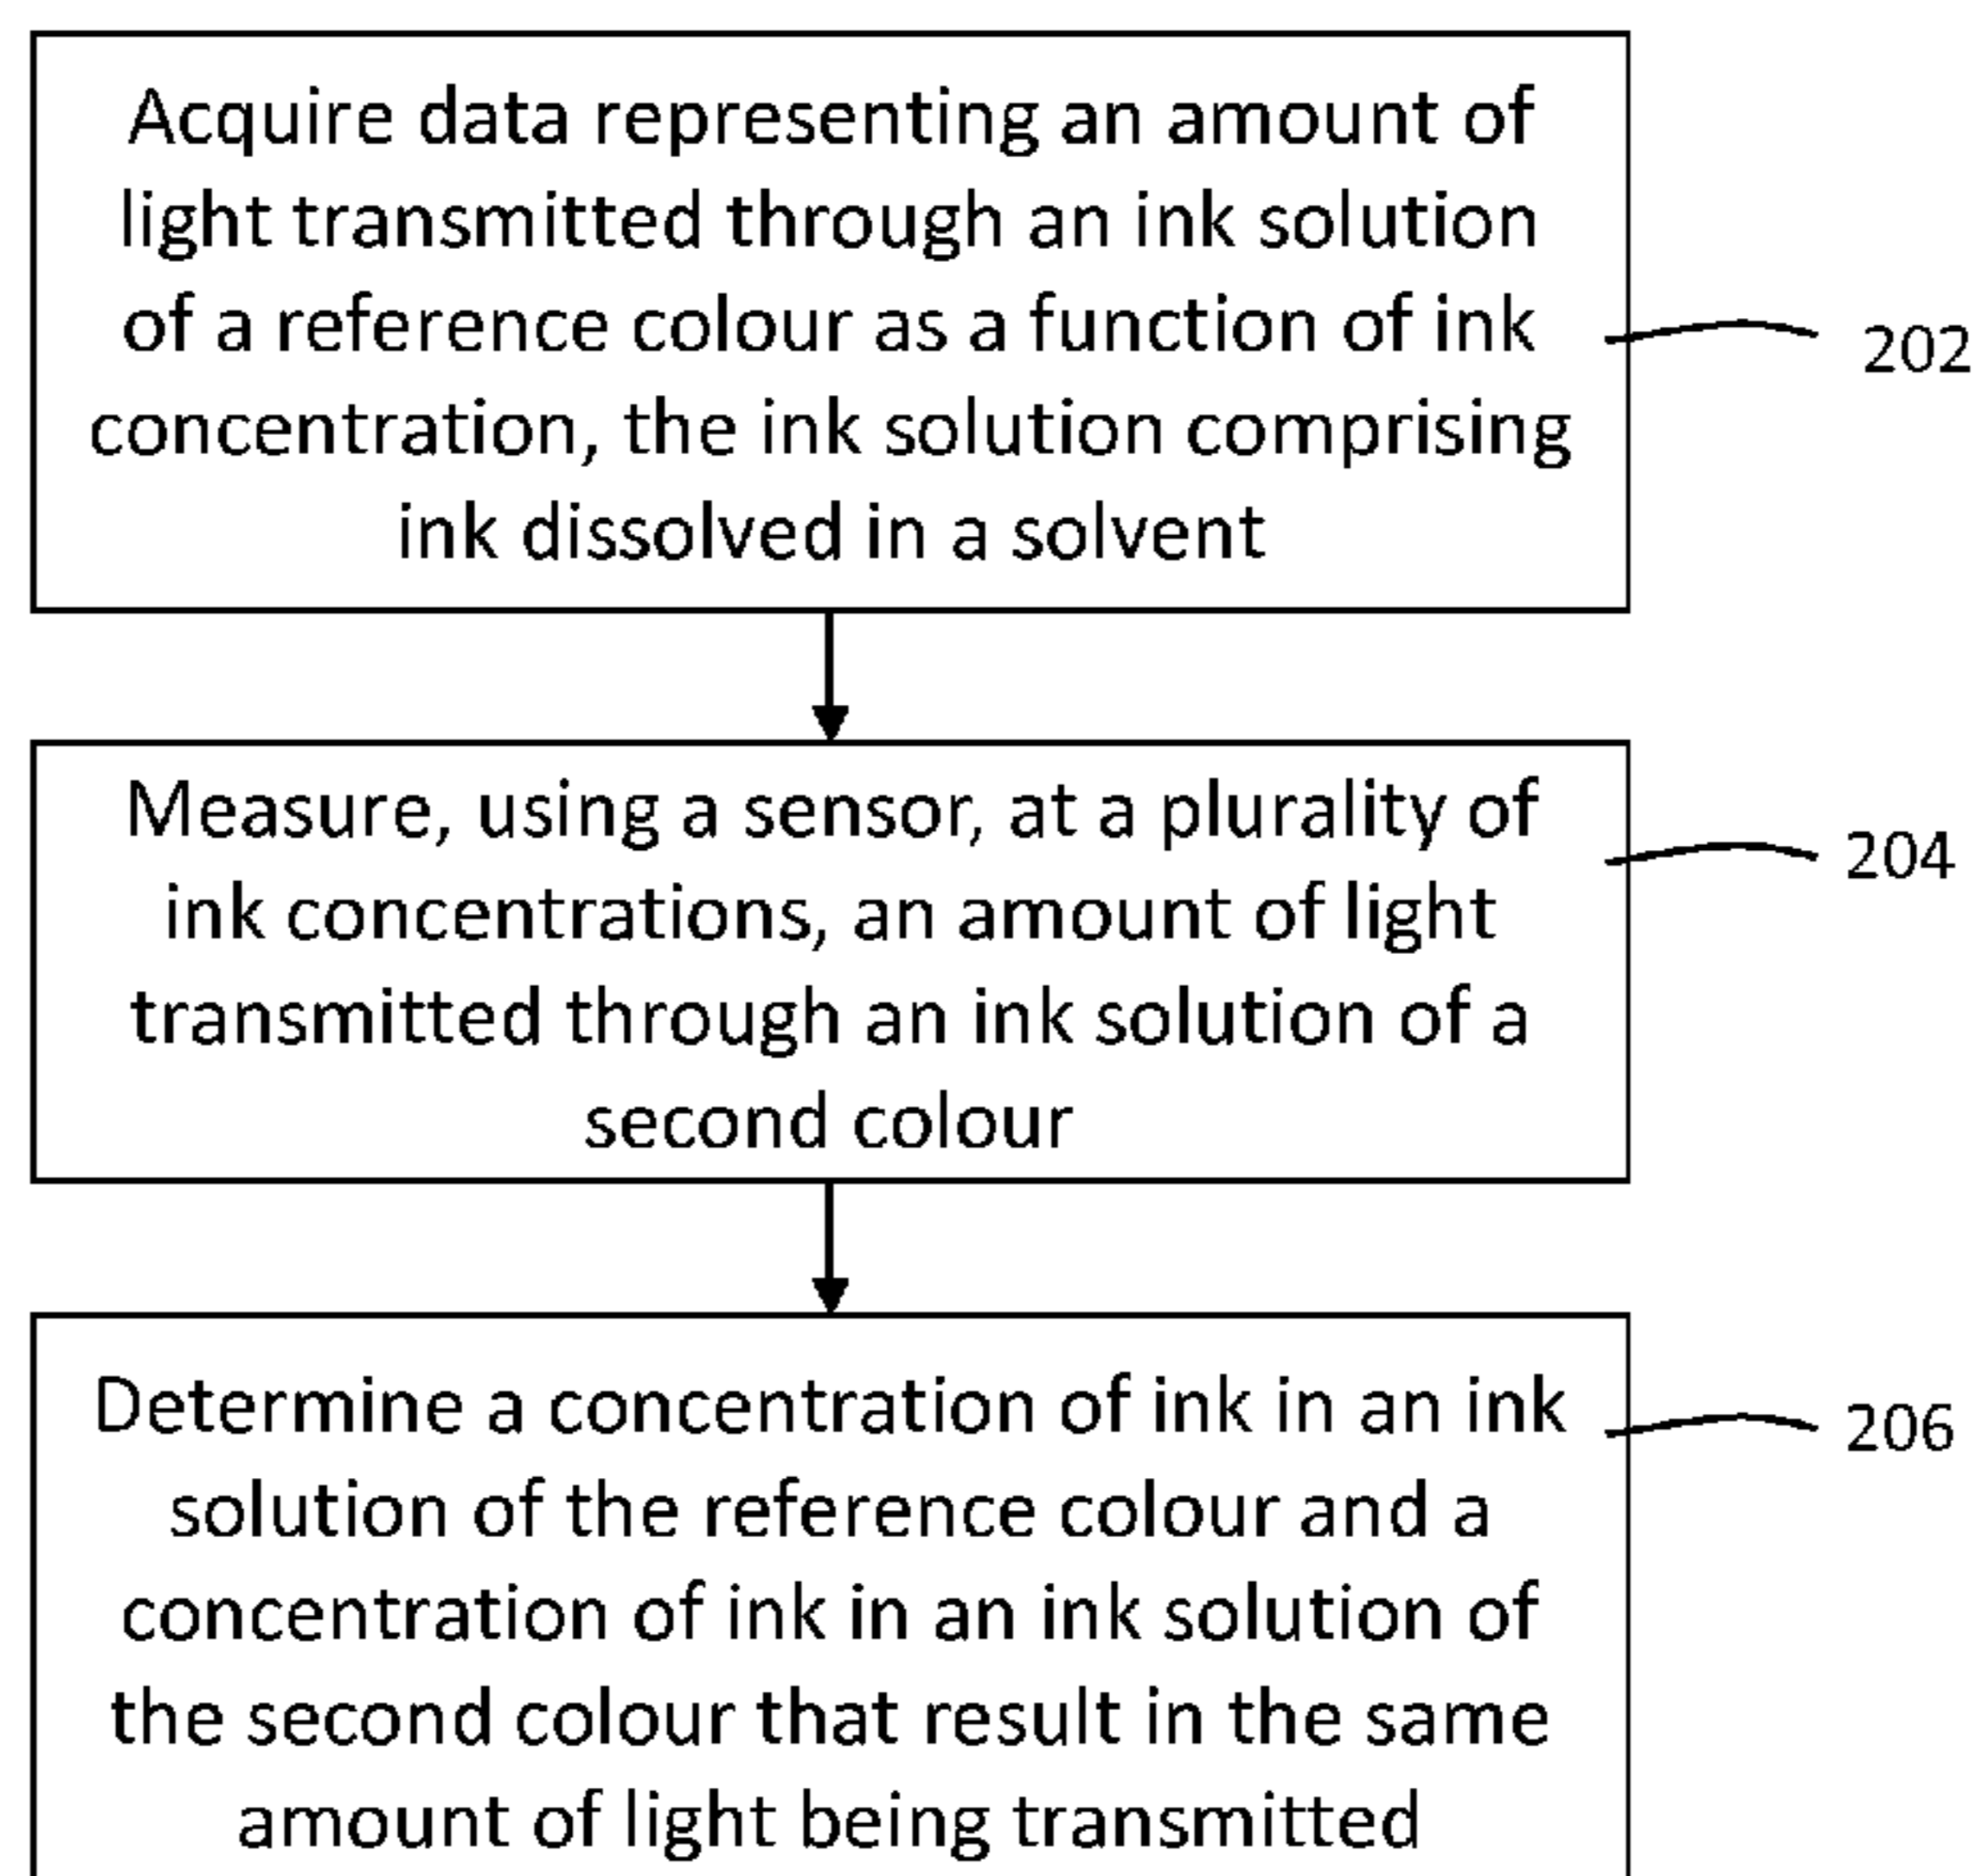 Acquire data representing an amount of
light transmitted through an ink solution
of a reference colour as a function of ink
concentration, the ink solution comprising
ink dissolved in a solvent
202
Measure, using a sensor, at a plurality of
ink concentrations, an amount of light
transmitted through an ink solution of a
second colour
204
Determine a concentration of ink in an ink
solution of the reference colour and a
concentration of ink in an ink solution of
the second colour that result in the same
amount of light being transmitted
206